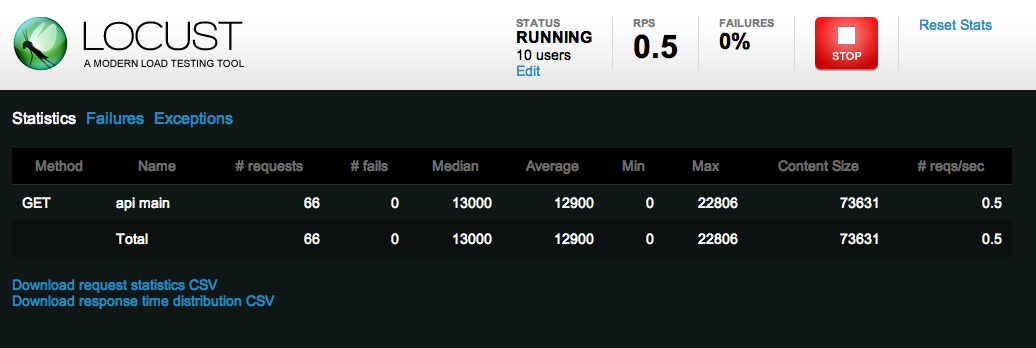 LOCUST
A MODERN LOAD TESTING TOOL
STATUS
RUNNING
10 users
Edit
RPS
0.5
FAILURES
0%
STOP
Reset Stats
Statistics Failures Exceptions
Method Name # requests # fails Median Average Min Max Content Size # reqs/sec
GET api main 66 0 13000 12900 0 22806 73631 0.5
Total 66 0 13000 12900 0 22806 73631 0.5
Download request statistics CSV
Download response time distribution CSV